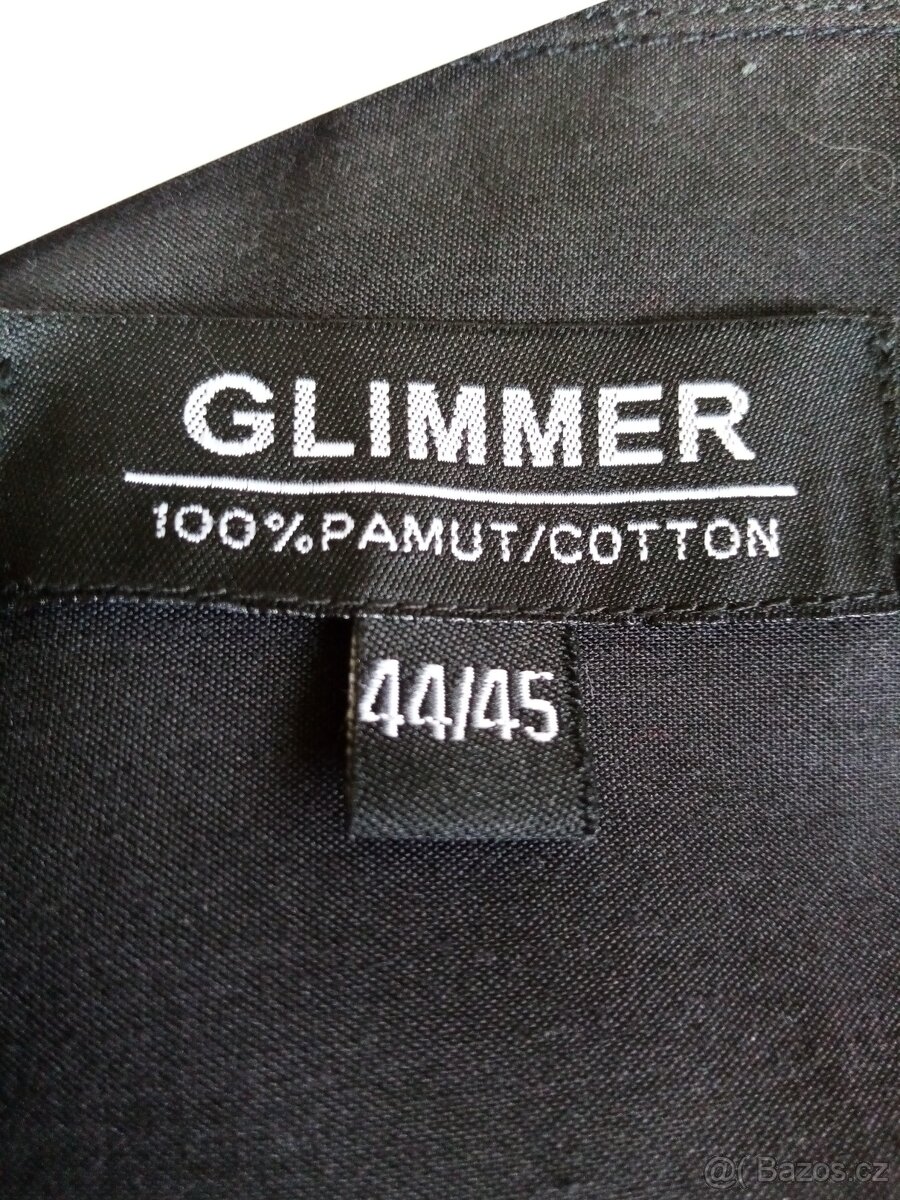 GLIMMER
100%PAMUT/COTTON
44/45
@( Bazos.cz